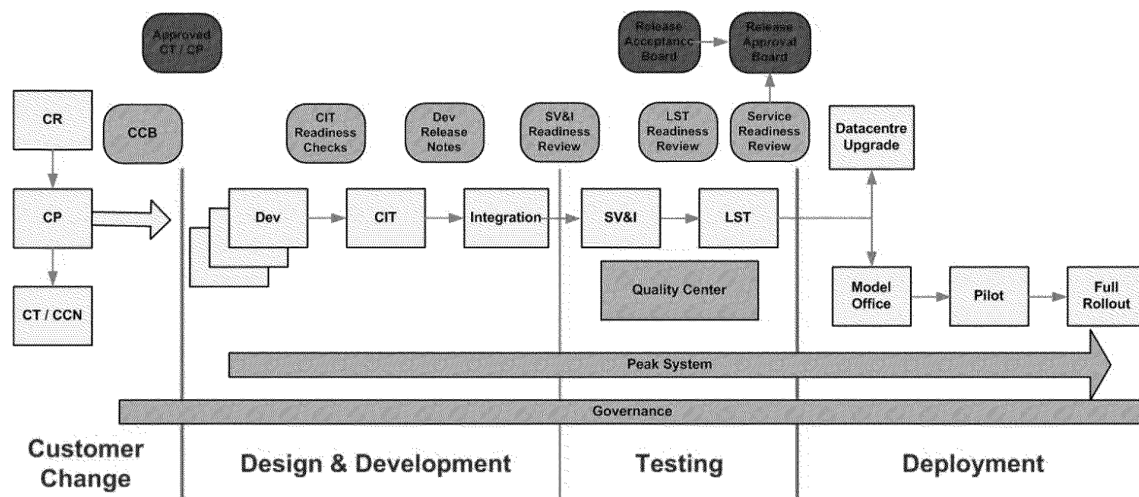 Approved
CT / CP
Release
Acceptance
Board
Release
Approval
Board
CR
CCB
CIT
Readiness
Checks
Dev
Release
Notes
SV&I
Readiness
Review
LST
Readiness
Review
Service
Readiness
Review
Datacentre
Upgrade
CP
Dev
CIT
Integration
SV&I
LST
CT / CCN
Quality Center
Model
Office
Pilot
Full
Rollout
Peak System
Governance
Customer
Change
Design & Development
Testing
Deployment